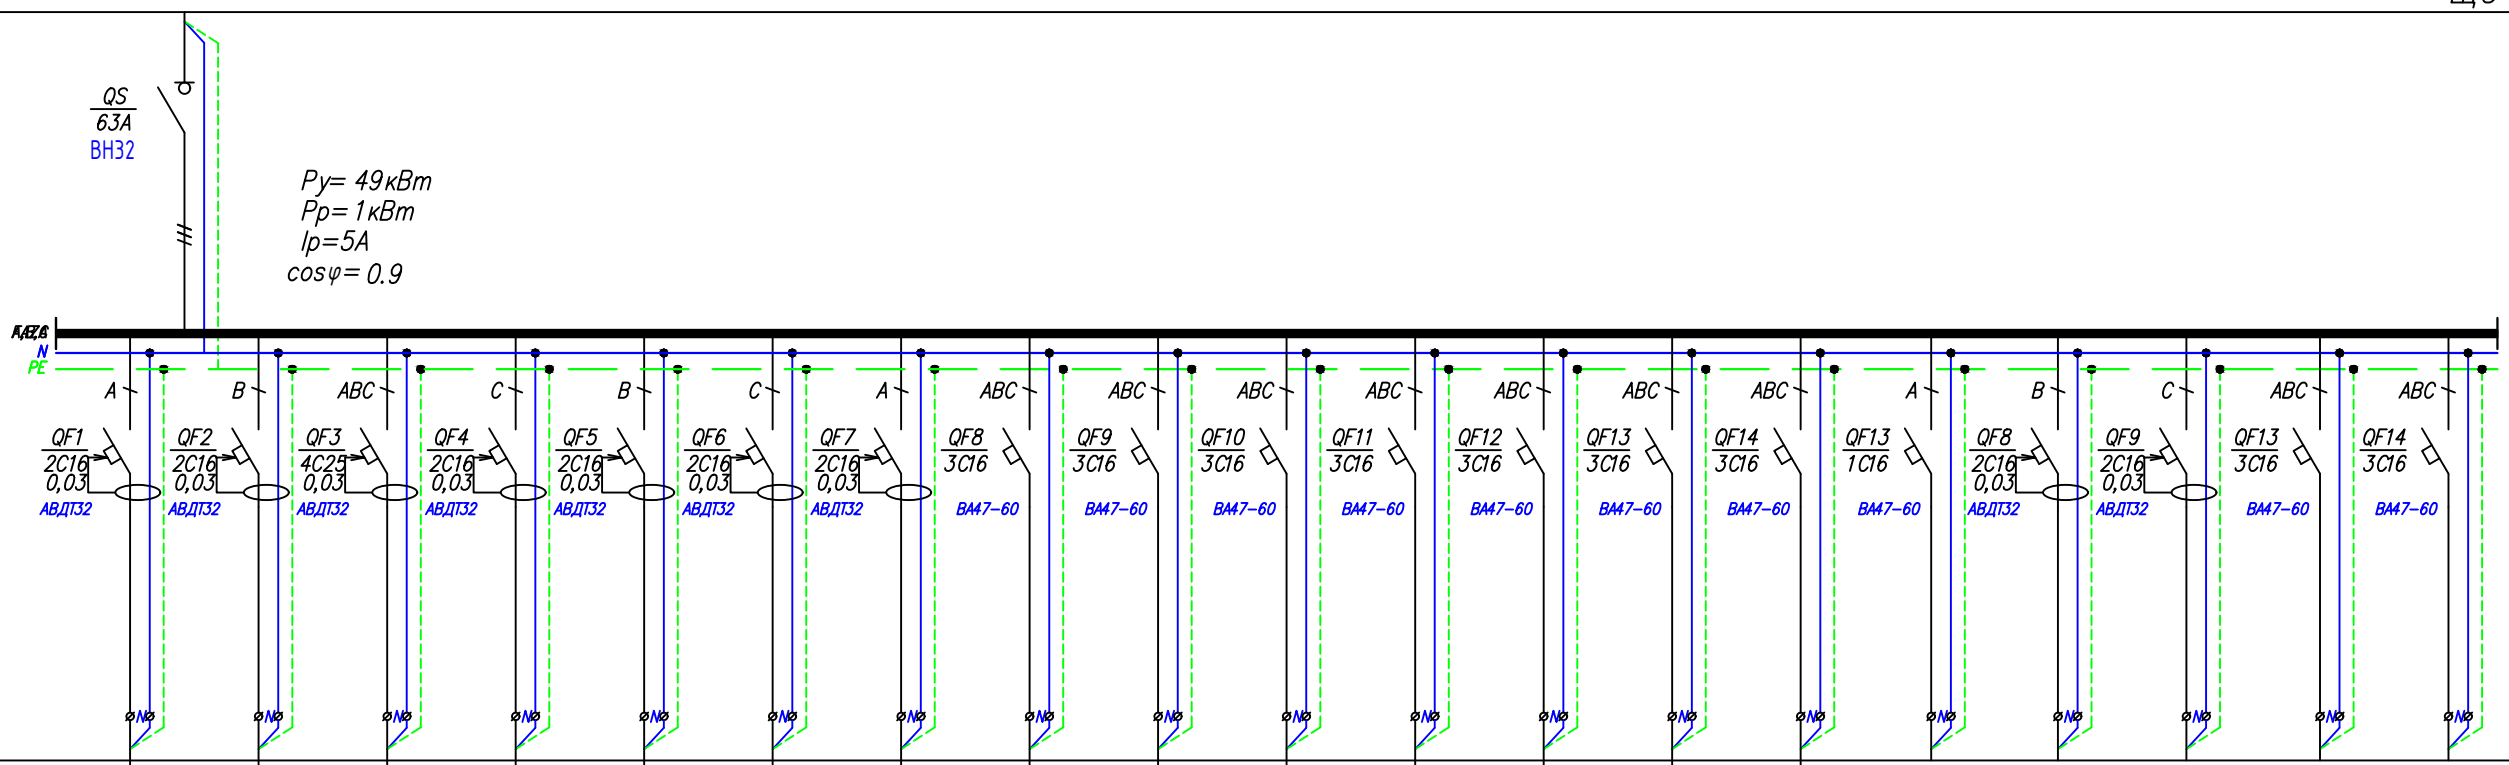 QS
63А
ВН32
Ру= 49кВт
Рр= 1кВт
Iр=5А
cosφ= 0.9
N
PE
A B ABC C B C A ABC ABC ABC ABC ABC ABC ABC A B C ABC ABC
QF1 QF2 QF3 QF4 QF5 QF6 QF7 QF8 QF9 QF10 QF11 QF12 QF13 QF14 QF13 QF8 QF9 QF13 QF14
2C16 2C16 4C25 2C16 2C16 2C16 2C16 3C16 3C16 3C16 3C16 3C16 3C16 3C16 1C16 2C16 2C16 3C16 3C16
0,03 0,03 0,03 0,03 0,03 0,03 0,03 0,03 0,03
АВДТ32 АВДТ32 АВДТ32 АВДТ32 АВДТ32 АВДТ32 АВДТ32 ВА47-60 ВА47-60 ВА47-60 ВА47-60 ВА47-60 ВА47-60 ВА47-60 ВА47-60 АВДТ32 АВДТ32 ВА47-60 ВА47-60
N N N N N N N N N N N N N N N N N N N